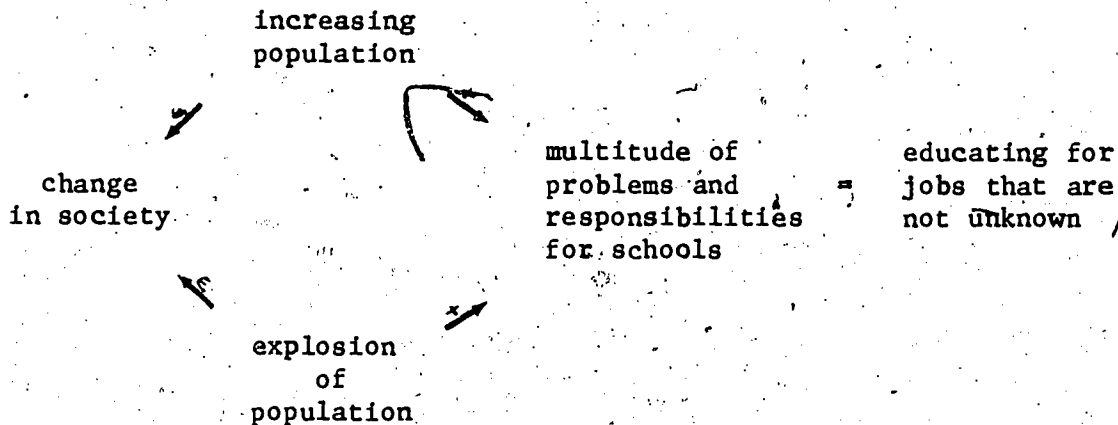 increasing
population
change
in society
multitude of
problems and
responsibilities
for schools
=
educating for
jobs that are
not unknown
explosion
of
population